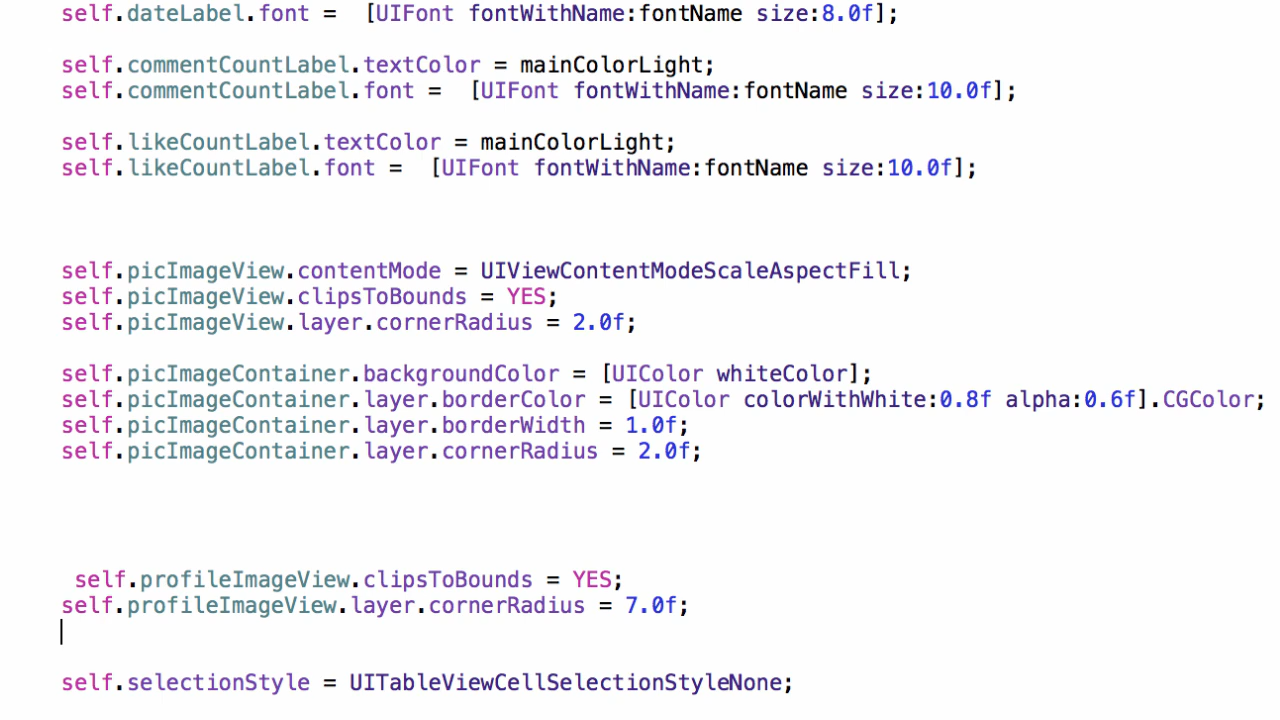 self.dateLabel.font =  [UIFont fontWithName:fontName size:8.0f];
self.commentCountLabel.textColor = mainColorLight;
self.commentCountLabel.font =  [UIFont fontWithName:fontName size:10.0f];
self.likeCountLabel.textColor = mainColorLight;
self.likeCountLabel.font =  [UIFont fontWithName:fontName size:10.0f];
self.picImageView.contentMode = UIViewContentModeScaleAspectFill;
self.picImageView.clipsToBounds = YES;
self.picImageView.layer.cornerRadius = 2.0f;
self.picImageContainer.backgroundColor = [UIColor whiteColor];
self.picImageContainer.layer.borderColor = [UIColor colorWithWhite:0.8f alpha:0.6f].CGColor;
self.picImageContainer.layer.borderWidth = 1.0f;
self.picImageContainer.layer.cornerRadius = 2.0f;
self.profileImageView.clipsToBounds = YES;
self.profileImageView.layer.cornerRadius = 7.0f;
self.selectionStyle = UITableViewCellSelectionStyleNone;